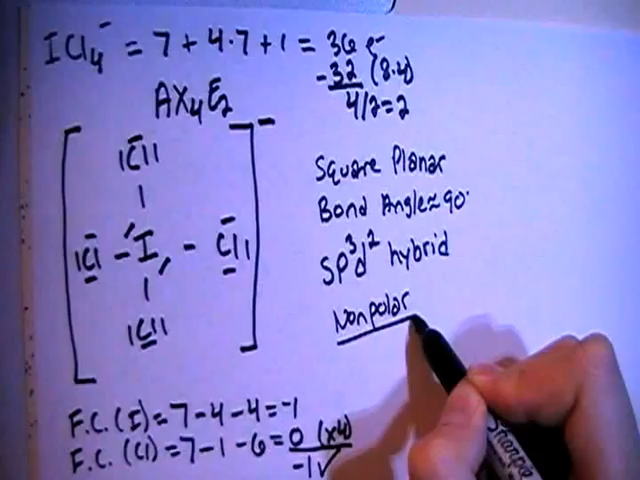 ICl₄⁻ = 7 + 4·7 + 1 = 36 e⁻
-32 (8·4)
4/2 = 2
AX₄E₂
Square Planar
Bond Angle ≈ 90°
SP³d² hybrid
Nonpolar
Cl
Cl - I - Cl
Cl
F.C. (I) = 7 - 4 - 4 = -1
F.C. (Cl) = 7 - 1 - 6 = 0 (x4)
-1 ✓
Sharpie